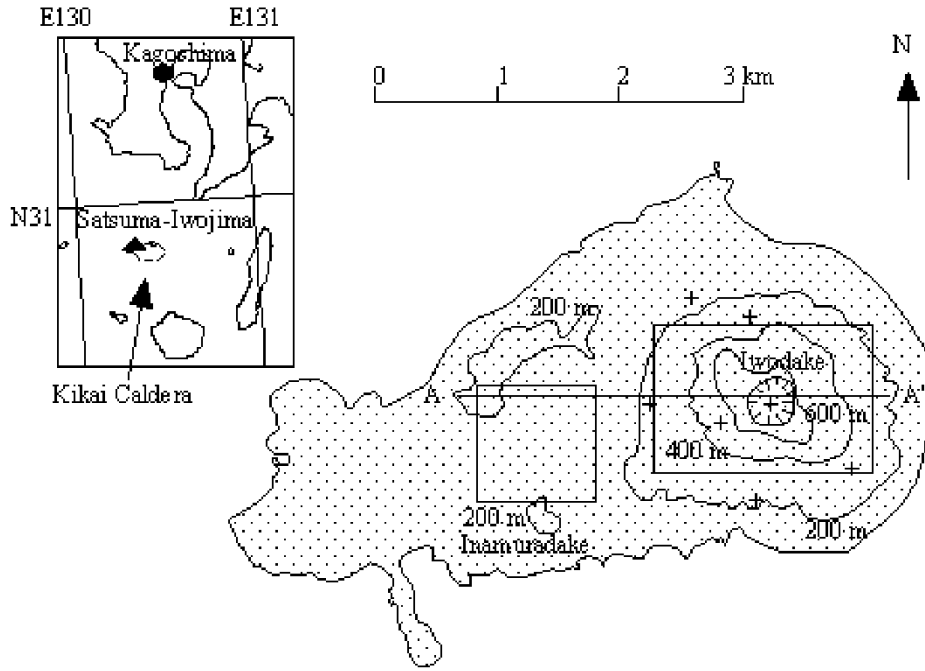 E130 E131
Kagoshima
N31
Satsuma-Iwojima
Kikai Caldera
0 1 2 3 km
N
200 m
Iwodake
A A'
600 m
400 m
200 m
Inamuradake
200 m